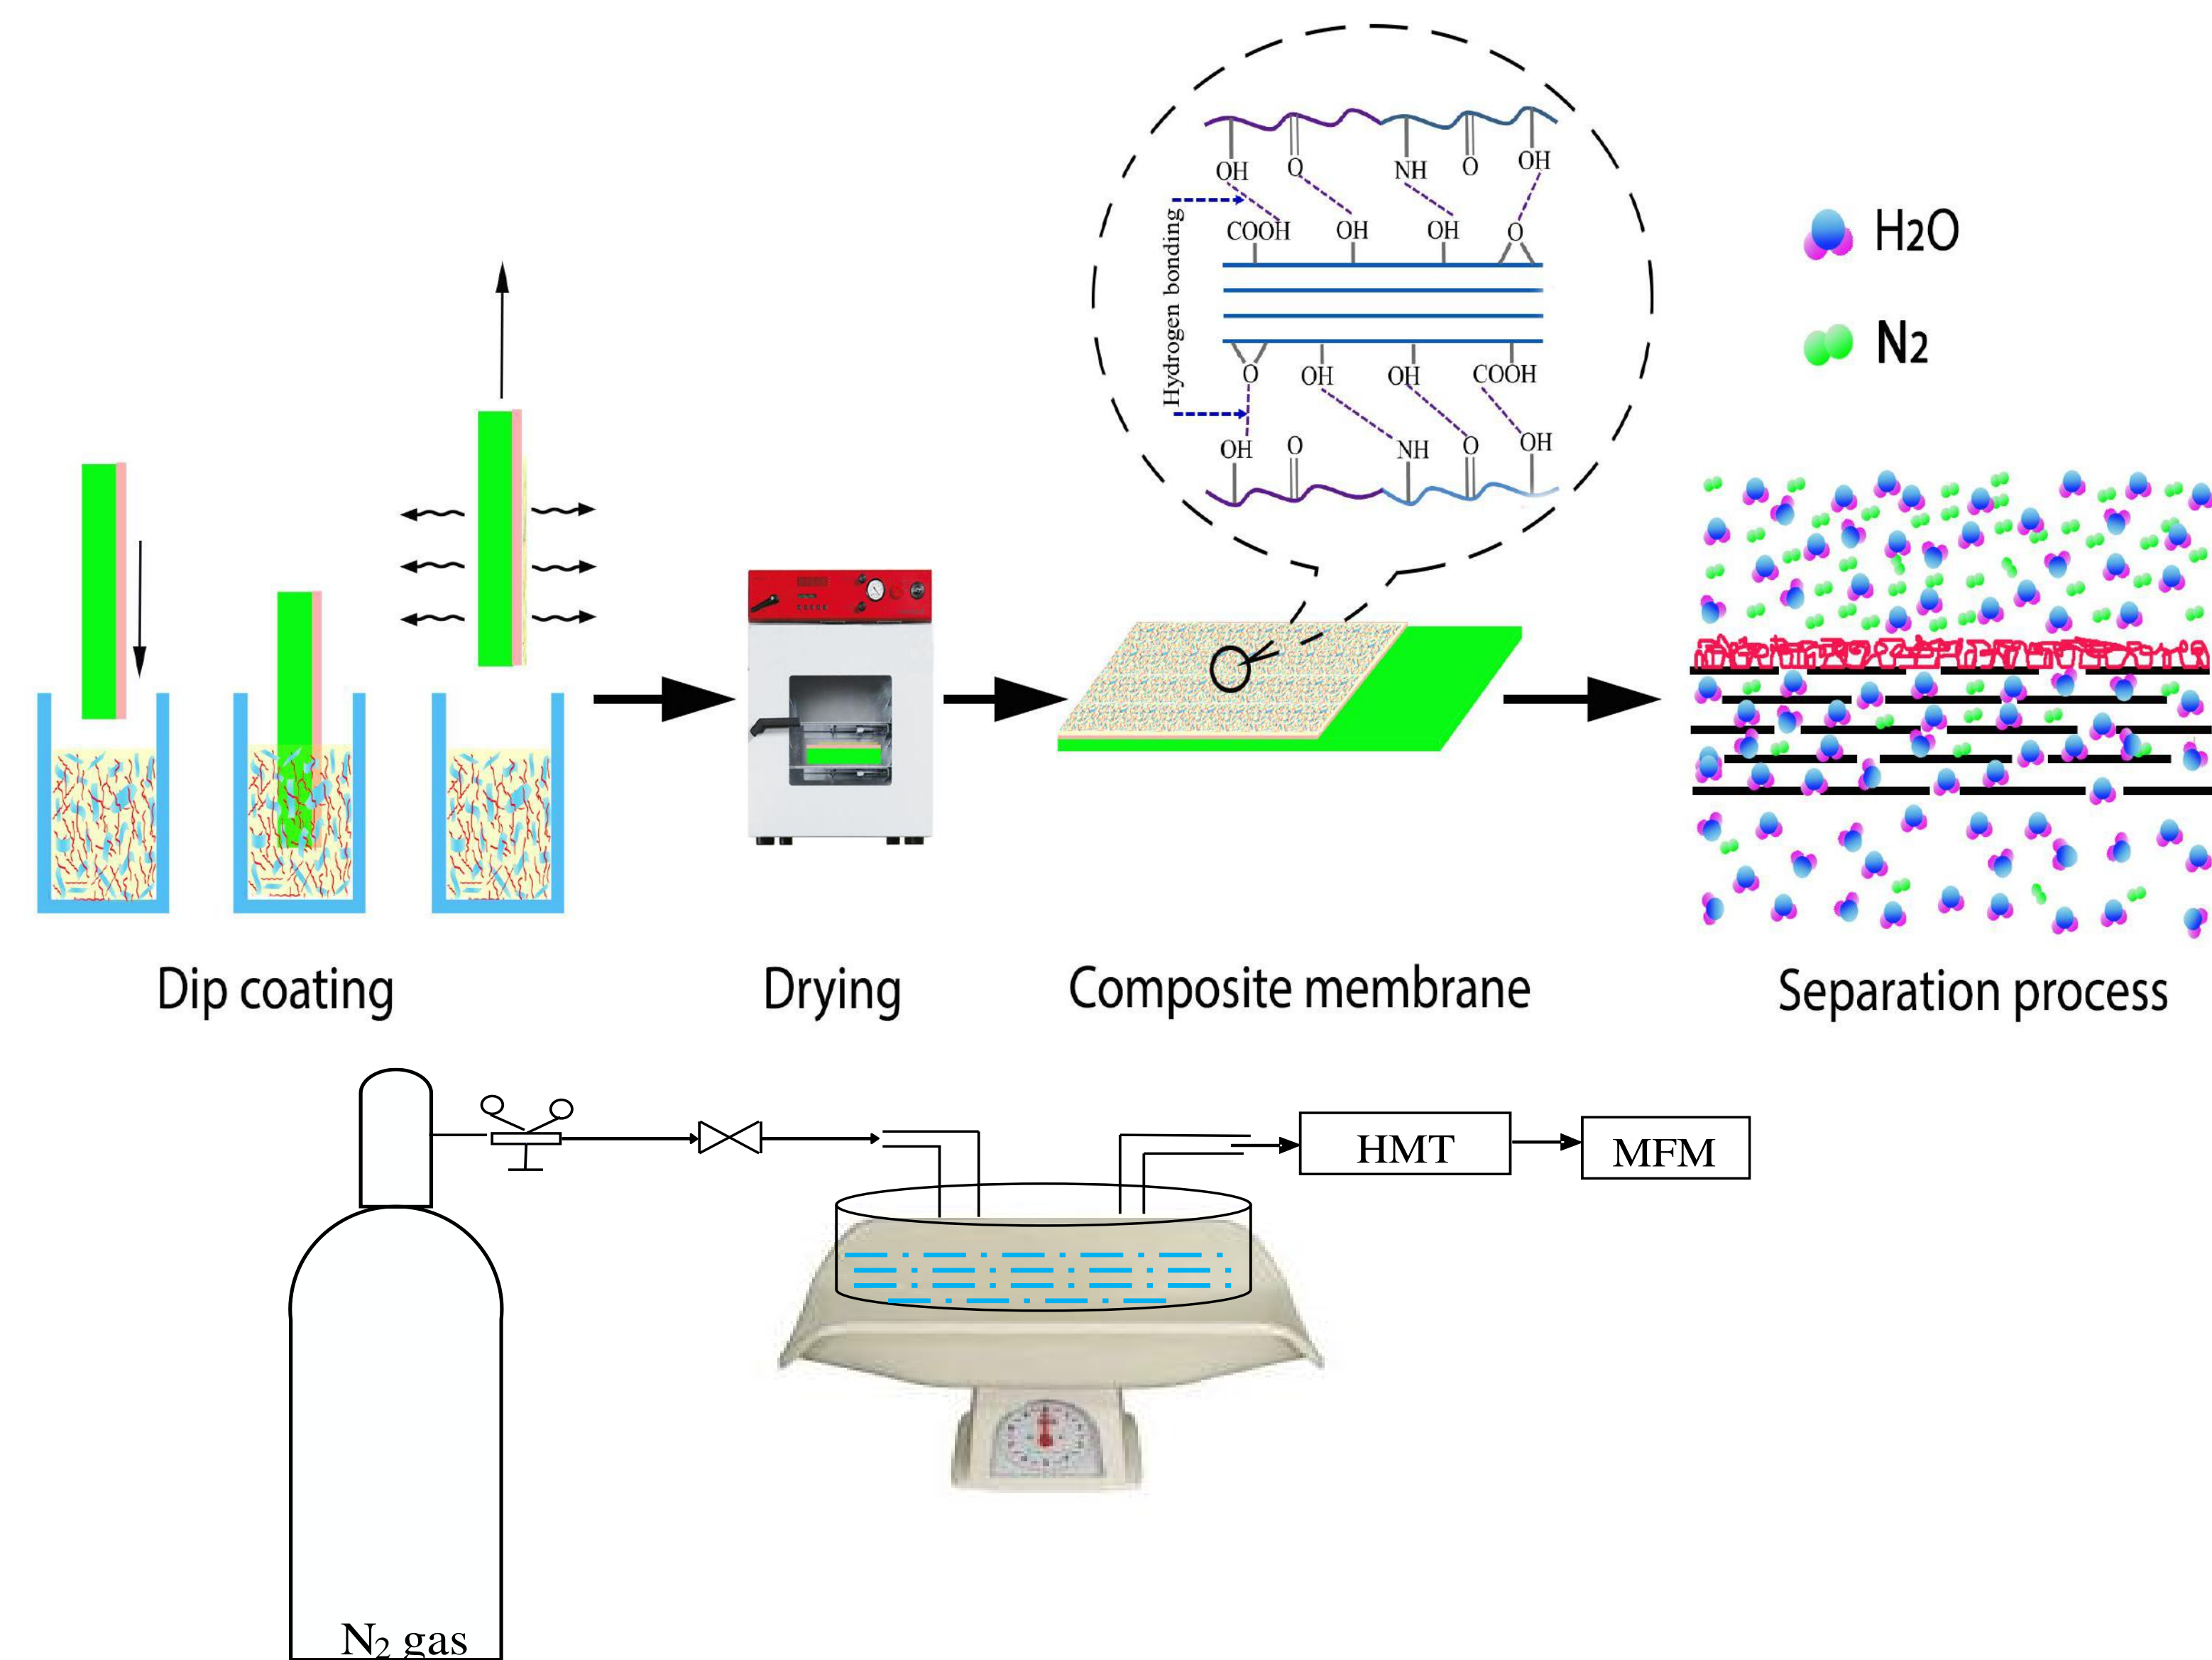 OH
O
NH
O
OH
COOH
OH
OH
O
Hydrogen bonding
O
OH
OH
COOH
OH
O
NH
O
OH
H2O
N2
Dip coating
Drying
Composite membrane
Separation process
HMT
MFM
N2 gas